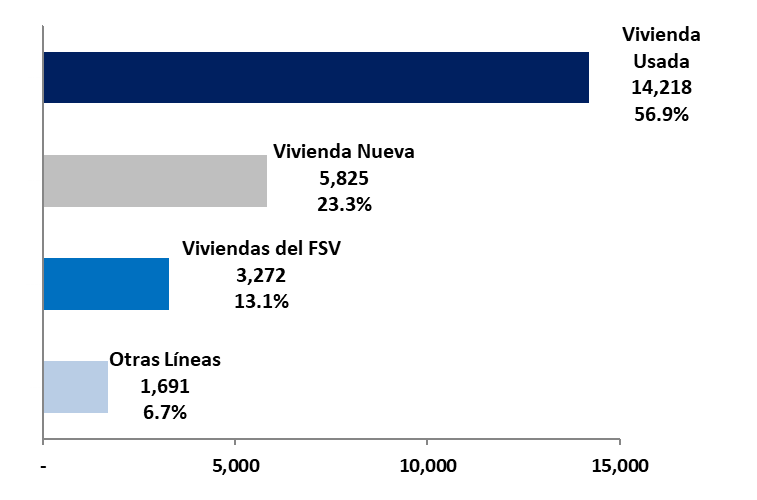 Vivienda
Usada
14,218
56.9%
Vivienda Nueva
5,825
23.3%
Viviendas del FSV
3,272
13.1%
Otras Líneas
1,691
6.7%
-
5,000
10,000
15,000